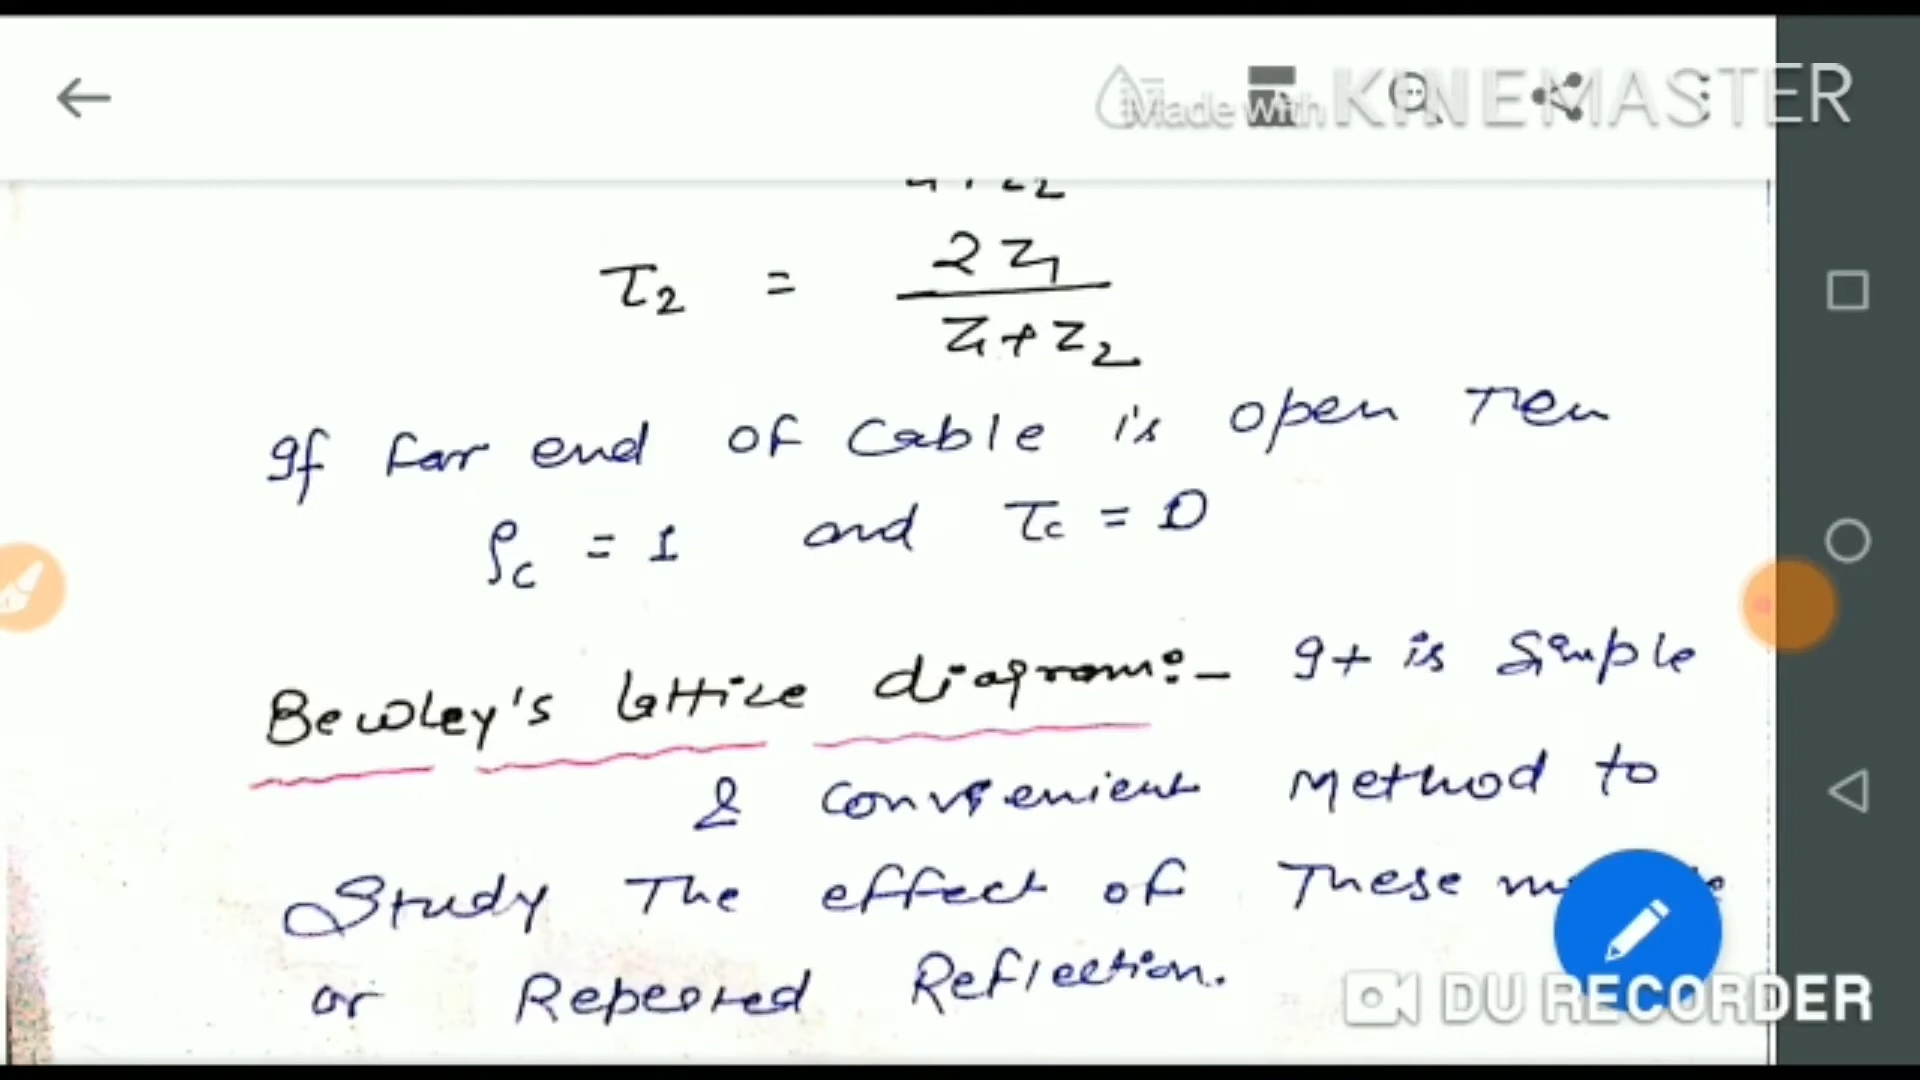 Made with KINEMASTER
τ2 = 2Z1
Z1+Z2
If far end of Cable is open Then
ρc = 1 and τc = 0
Bewley's lattice diagram:- It is Simple
& Convenient Method to
Study The effect of These
or Repeated Reflection.
DU RECORDER